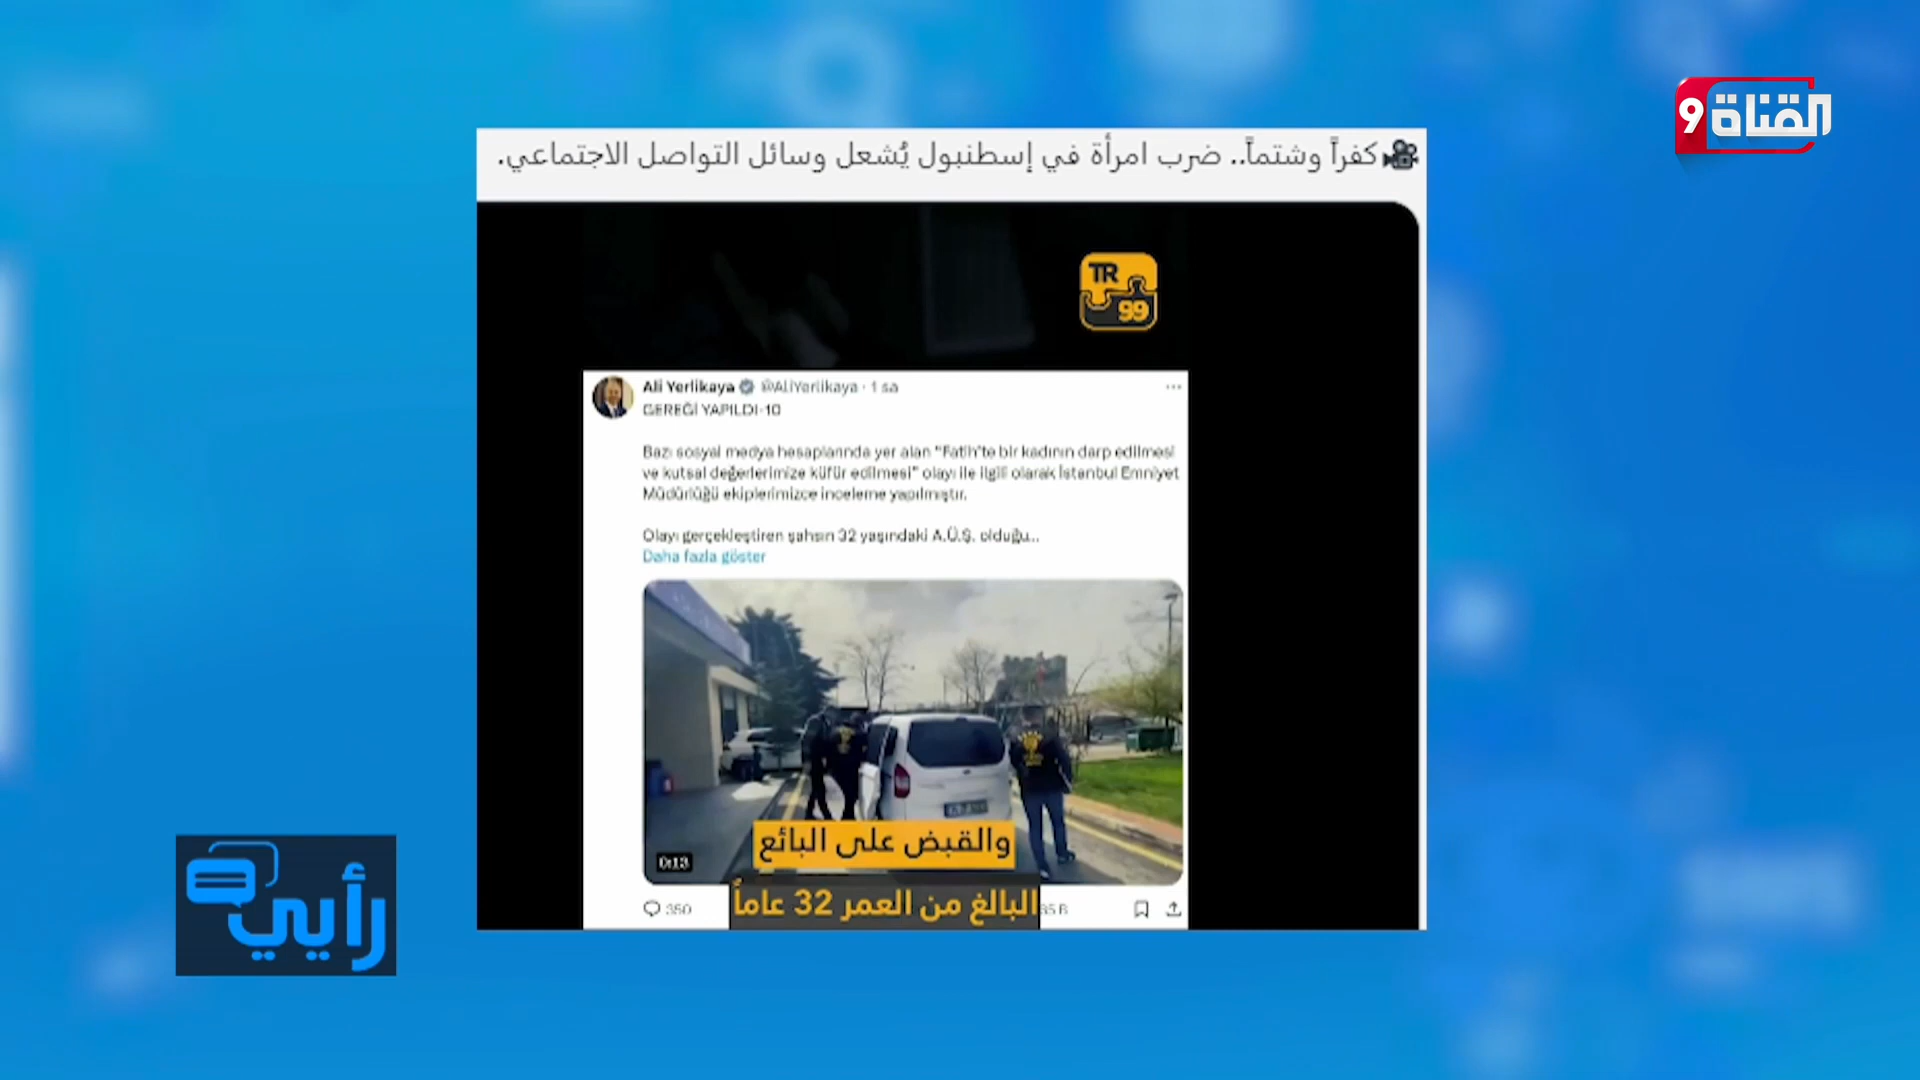 القناة 9
🎥كفراً وشتماً.. ضرب امرأة في إسطنبول يُشعل وسائل التواصل الاجتماعي.
TR
99
Ali Yerlikaya @AliYerlikaya · 1 sa
GEREĞİ YAPILDI-10
Bazı sosyal medya hesaplarında yer alan "Fatih'te bir kadının darp edilmesi
ve kutsal değerlerimize küfür edilmesi" olayı ile ilgili olarak İstanbul Emniyet
Müdürlüğü ekiplerimizce inceleme yapılmıştır.
Olayı gerçekleştiren şahsın 32 yaşındaki A.Ü.Ş. olduğu...
Daha fazla göster
والقبض على البائع
0:13
البالغ من العمر 32 عاماً
350
رأيي